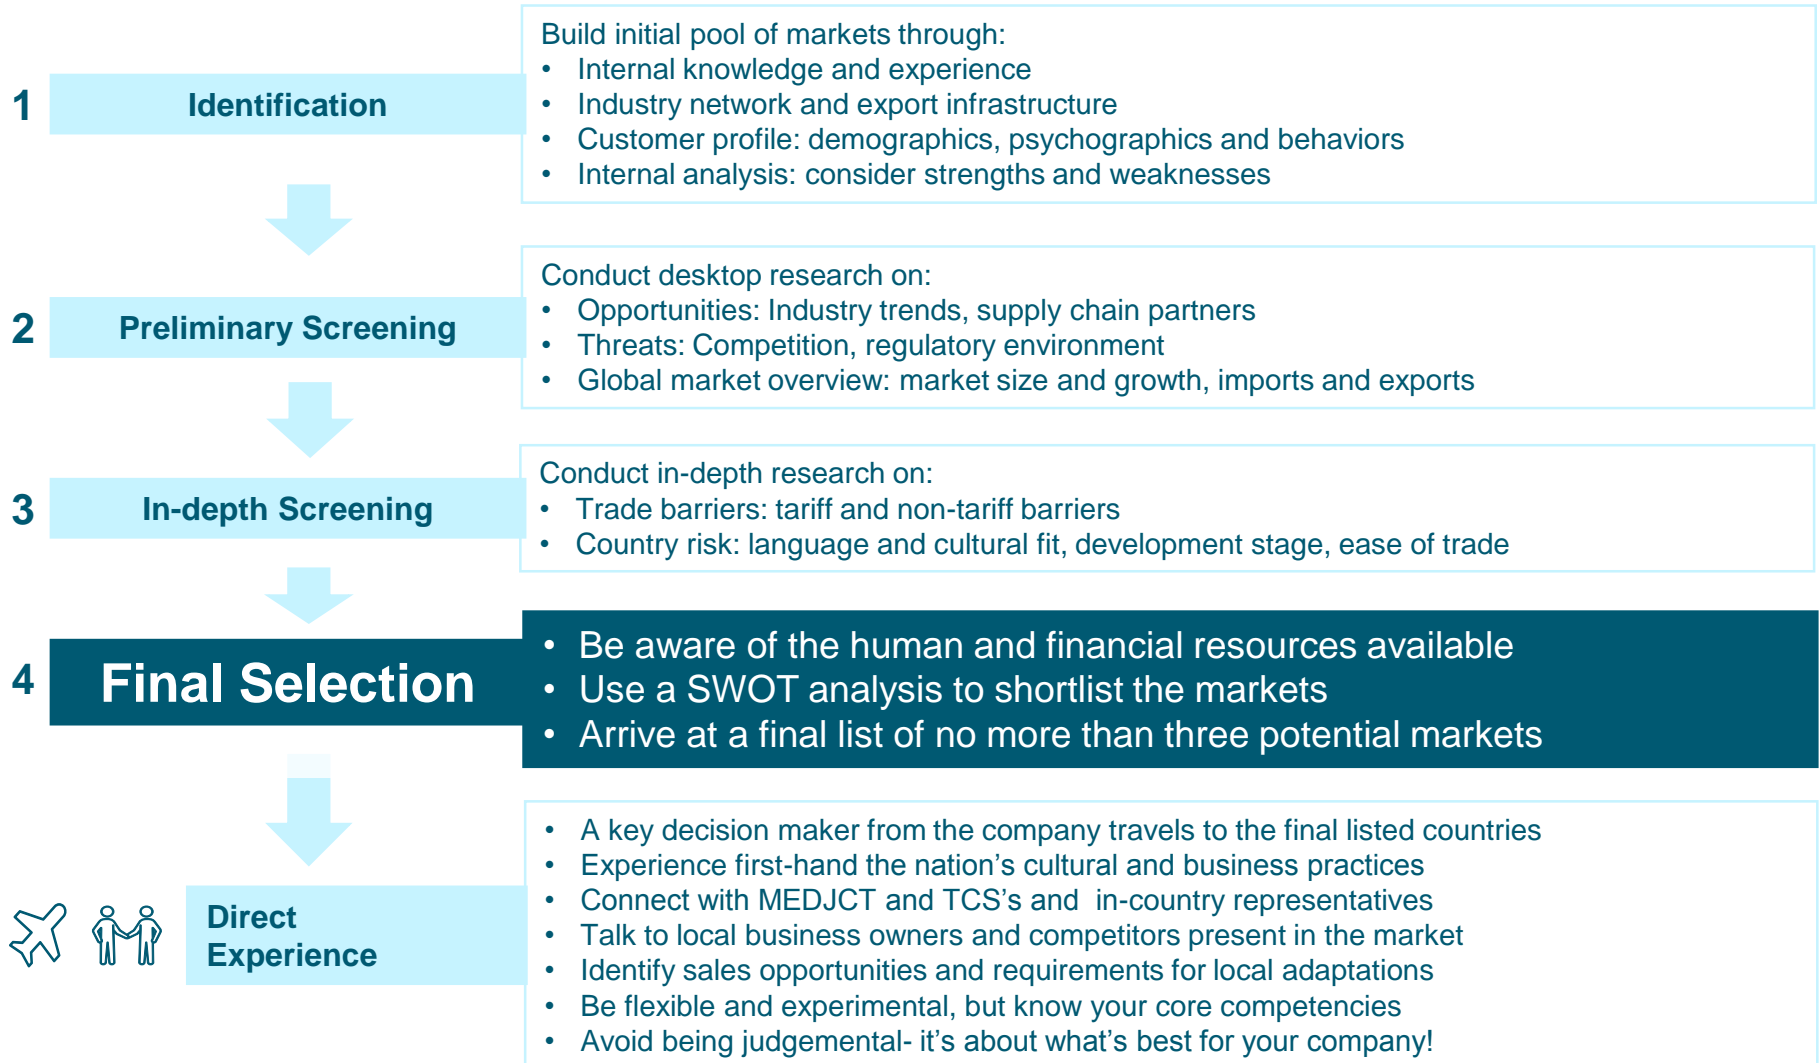 1
Identification
Build initial pool of markets through:
• Internal knowledge and experience
• Industry network and export infrastructure
• Customer profile: demographics, psychographics and behaviors
• Internal analysis: consider strengths and weaknesses
2
Preliminary Screening
Conduct desktop research on:
• Opportunities: Industry trends, supply chain partners
• Threats: Competition, regulatory environment
• Global market overview: market size and growth, imports and exports
3
In-depth Screening
Conduct in-depth research on:
• Trade barriers: tariff and non-tariff barriers
• Country risk: language and cultural fit, development stage, ease of trade
4
Final Selection
• Be aware of the human and financial resources available
• Use a SWOT analysis to shortlist the markets
• Arrive at a final list of no more than three potential markets
Direct
Experience
• A key decision maker from the company travels to the final listed countries
• Experience first-hand the nation’s cultural and business practices
• Connect with MEDJCT and TCS’s and in-country representatives
• Talk to local business owners and competitors present in the market
• Identify sales opportunities and requirements for local adaptations
• Be flexible and experimental, but know your core competencies
• Avoid being judgemental- it’s about what’s best for your company!